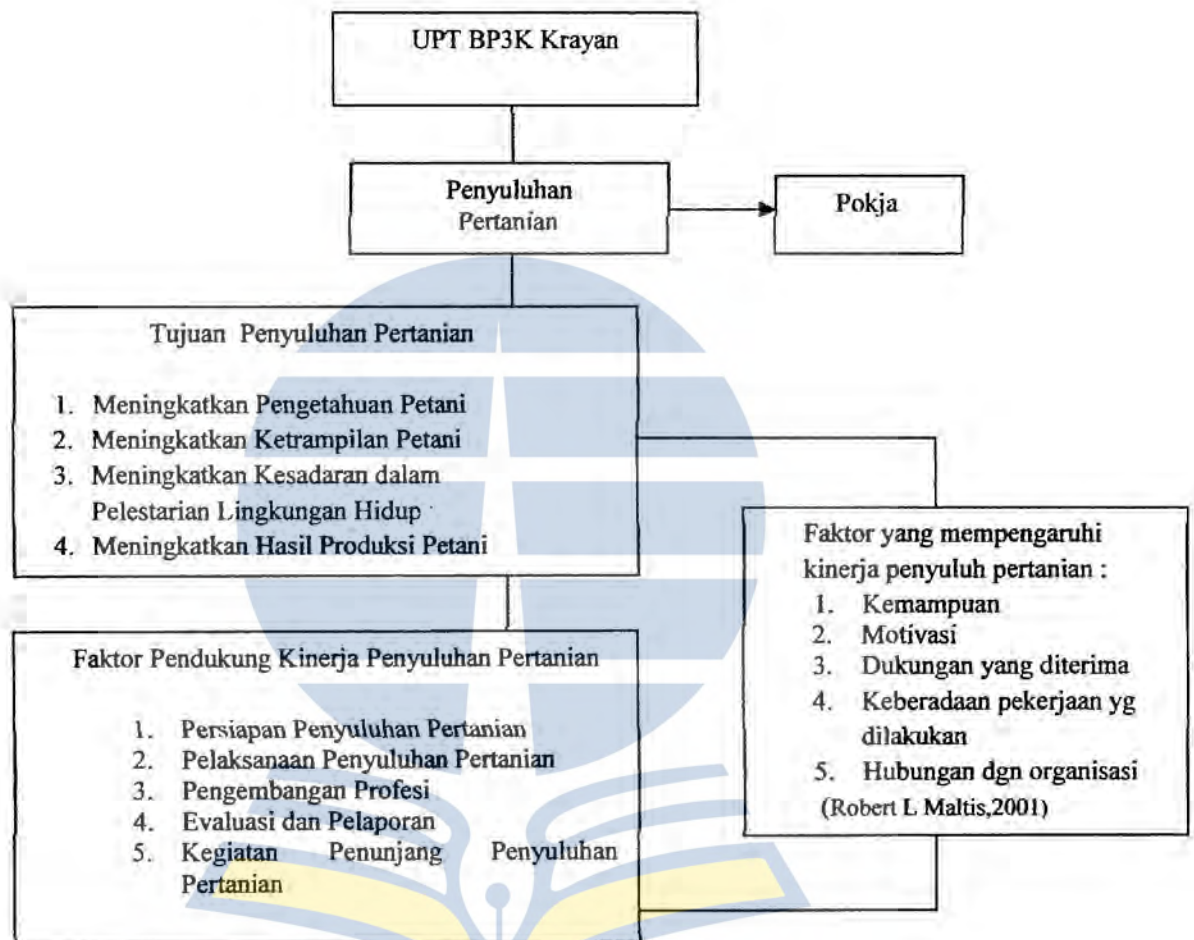 UPT BP3K Krayan
Penyuluhan
Pertanian
Pokja
Tujuan Penyuluhan Pertanian
1. Meningkatkan Pengetahuan Petani
2. Meningkatkan Ketrampilan Petani
3. Meningkatkan Kesadaran dalam
Pelestarian Lingkungan Hidup
4. Meningkatkan Hasil Produksi Petani
Faktor yang mempengaruhi
kinerja penyuluh pertanian :
1. Kemampuan
2. Motivasi
3. Dukungan yang diterima
4. Keberadaan pekerjaan yg
dilakukan
5. Hubungan dgn organisasi
(Robert L Maltis,2001)
Faktor Pendukung Kinerja Penyuluhan Pertanian
1. Persiapan Penyuluhan Pertanian
2. Pelaksanaan Penyuluhan Pertanian
3. Pengembangan Profesi
4. Evaluasi dan Pelaporan
5. Kegiatan Penunjang Penyuluhan
Pertanian